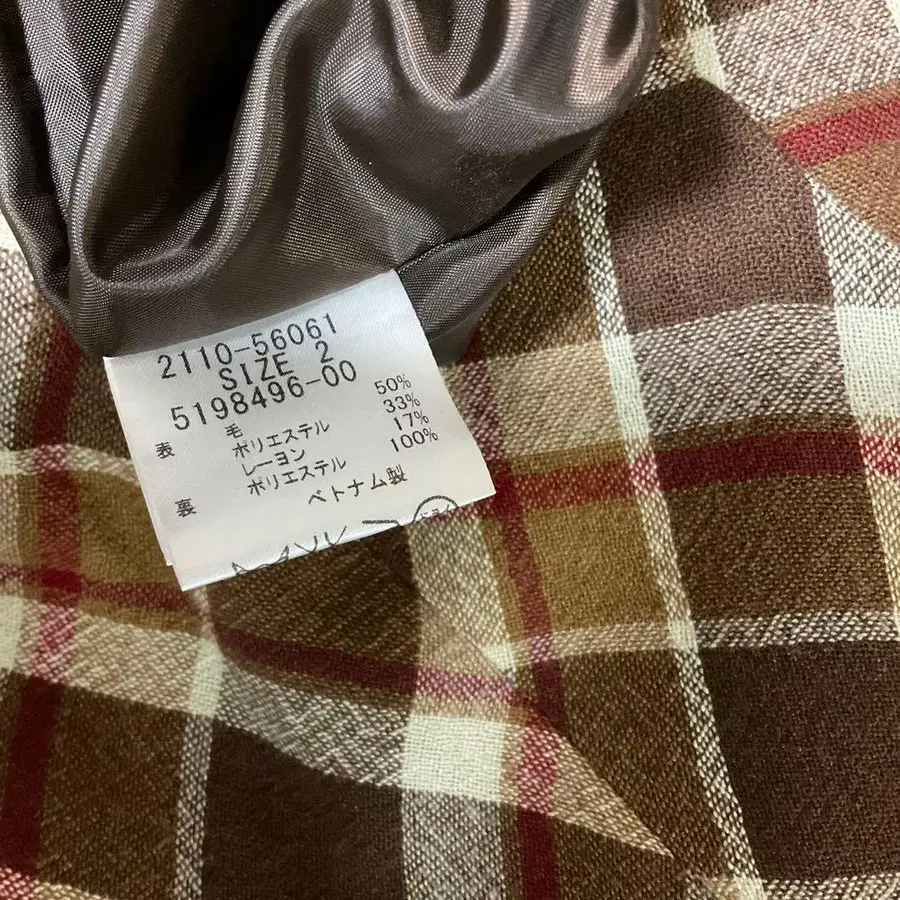 2110-56061
SIZE 2
5198496-00
表 毛 50%
ポリエステル 33%
レーヨン 17%
裏 ポリエステル 100%
ベトナム製